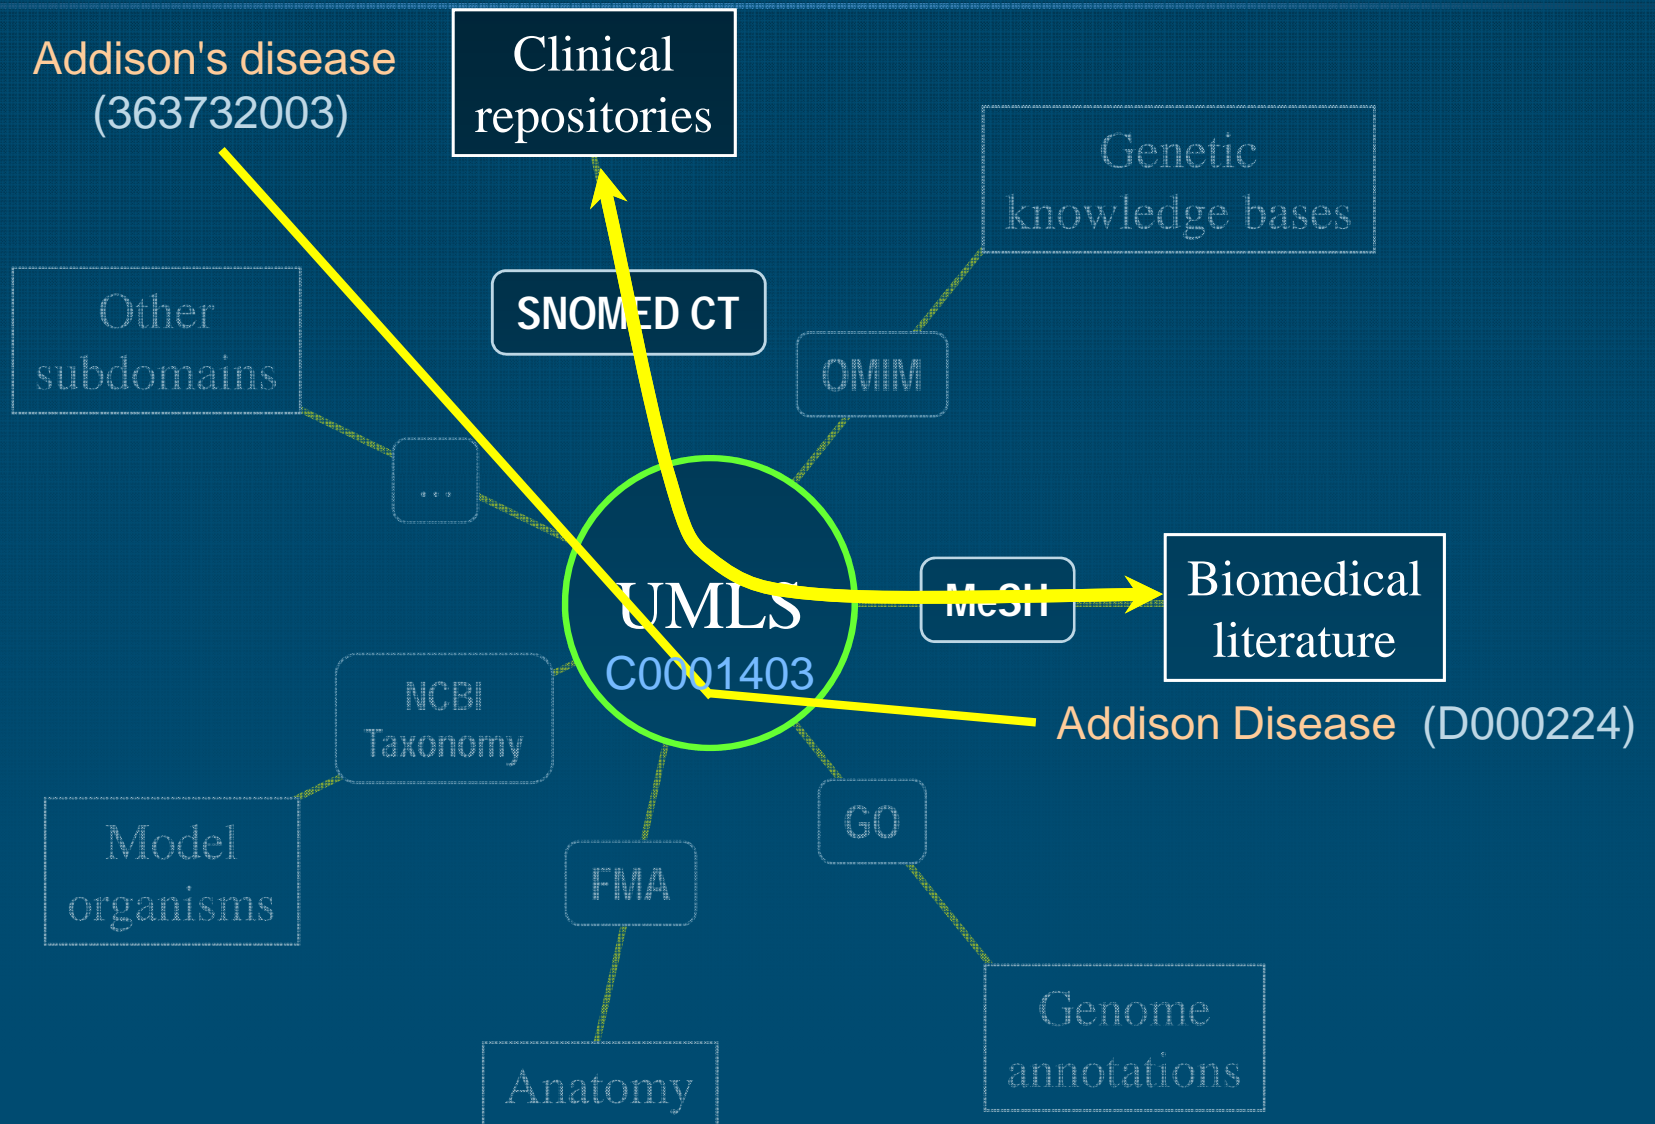 Addison's disease
(363732003)
Clinical
repositories
Genetic
knowledge bases
Other
subdomains
SNOMED CT
OMIM
...
UMLS
C0001403
MeSH
Biomedical
literature
Addison Disease (D000224)
NCBI
Taxonomy
Model
organisms
FMA
GO
Genome
annotations
Anatomy